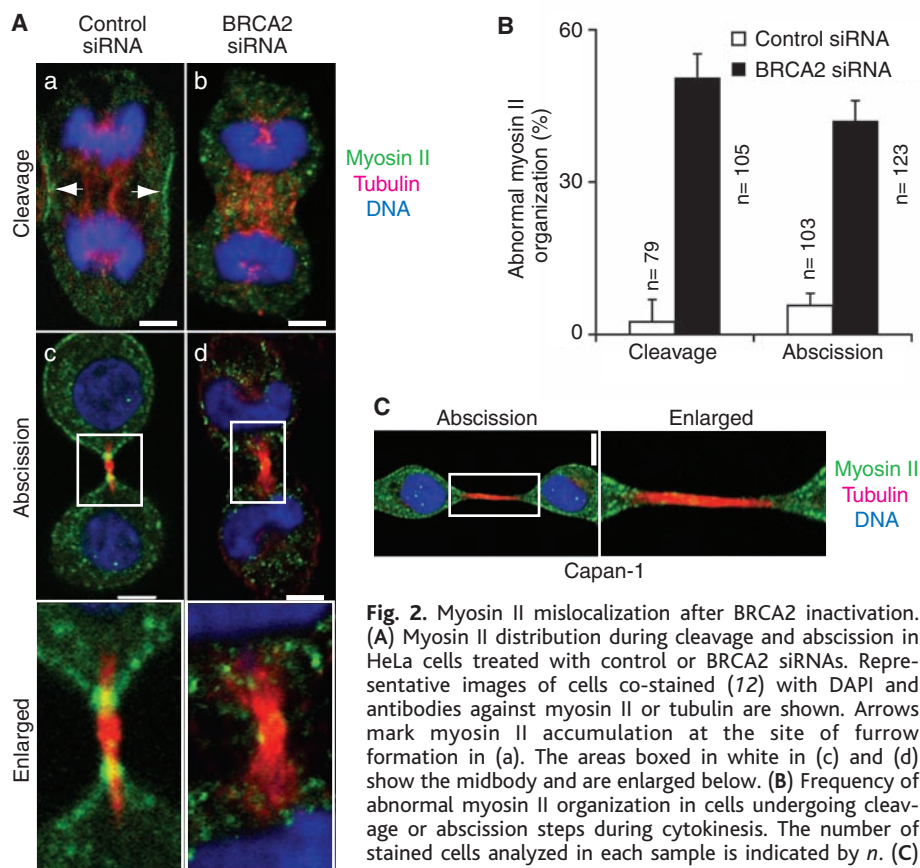 A
Control
siRNA
BRCA2
siRNA
a
b
Cleavage
Myosin II
Tubulin
DNA
c
d
Abscission
Enlarged
B
60
30
0
Abnormal myosin II
organization (%)
Control siRNA
BRCA2 siRNA
n= 79
n= 105
n= 103
n= 123
Cleavage
Abscission
C
Abscission
Enlarged
Myosin II
Tubulin
DNA
Capan-1
Fig. 2. Myosin II mislocalization after BRCA2 inactivation.
(A) Myosin II distribution during cleavage and abscission in
HeLa cells treated with control or BRCA2 siRNAs. Repre-
sentative images of cells co-stained (12) with DAPI and
antibodies against myosin II or tubulin are shown. Arrows
mark myosin II accumulation at the site of furrow
formation in (a). The areas boxed in white in (c) and (d)
show the midbody and are enlarged below. (B) Frequency of
abnormal myosin II organization in cells undergoing cleav-
age or abscission steps during cytokinesis. The number of
stained cells analyzed in each sample is indicated by n. (C)